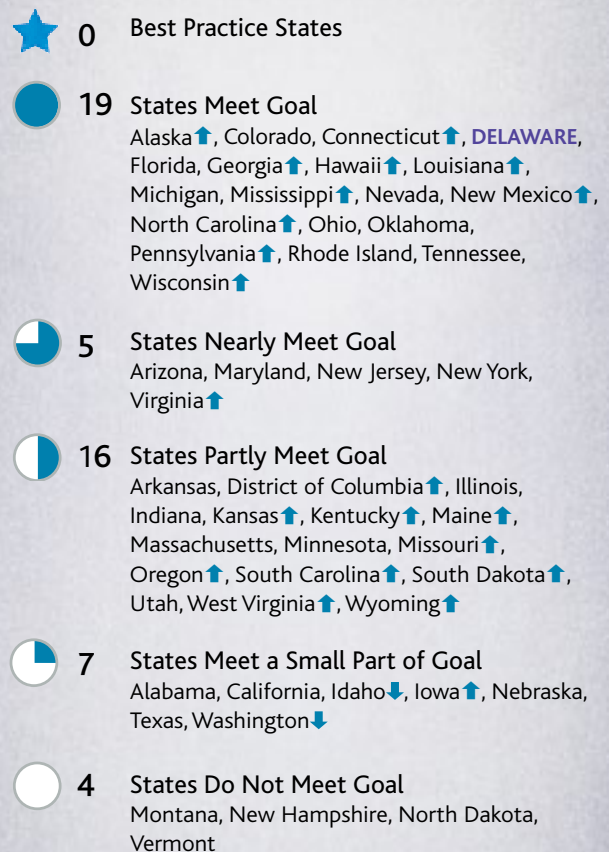 0 Best Practice States
19 States Meet Goal
Alaska⬆, Colorado, Connecticut⬆, DELAWARE,
Florida, Georgia⬆, Hawaii⬆, Louisiana⬆,
Michigan, Mississippi⬆, Nevada, New Mexico⬆,
North Carolina⬆, Ohio, Oklahoma,
Pennsylvania⬆, Rhode Island, Tennessee,
Wisconsin⬆
5 States Nearly Meet Goal
Arizona, Maryland, New Jersey, New York,
Virginia⬆
16 States Partly Meet Goal
Arkansas, District of Columbia⬆, Illinois,
Indiana, Kansas⬆, Kentucky⬆, Maine⬆,
Massachusetts, Minnesota, Missouri⬆,
Oregon⬆, South Carolina⬆, South Dakota⬆,
Utah, West Virginia⬆, Wyoming⬆
7 States Meet a Small Part of Goal
Alabama, California, Idaho⬇, Iowa⬆, Nebraska,
Texas, Washington⬇
4 States Do Not Meet Goal
Montana, New Hampshire, North Dakota,
Vermont